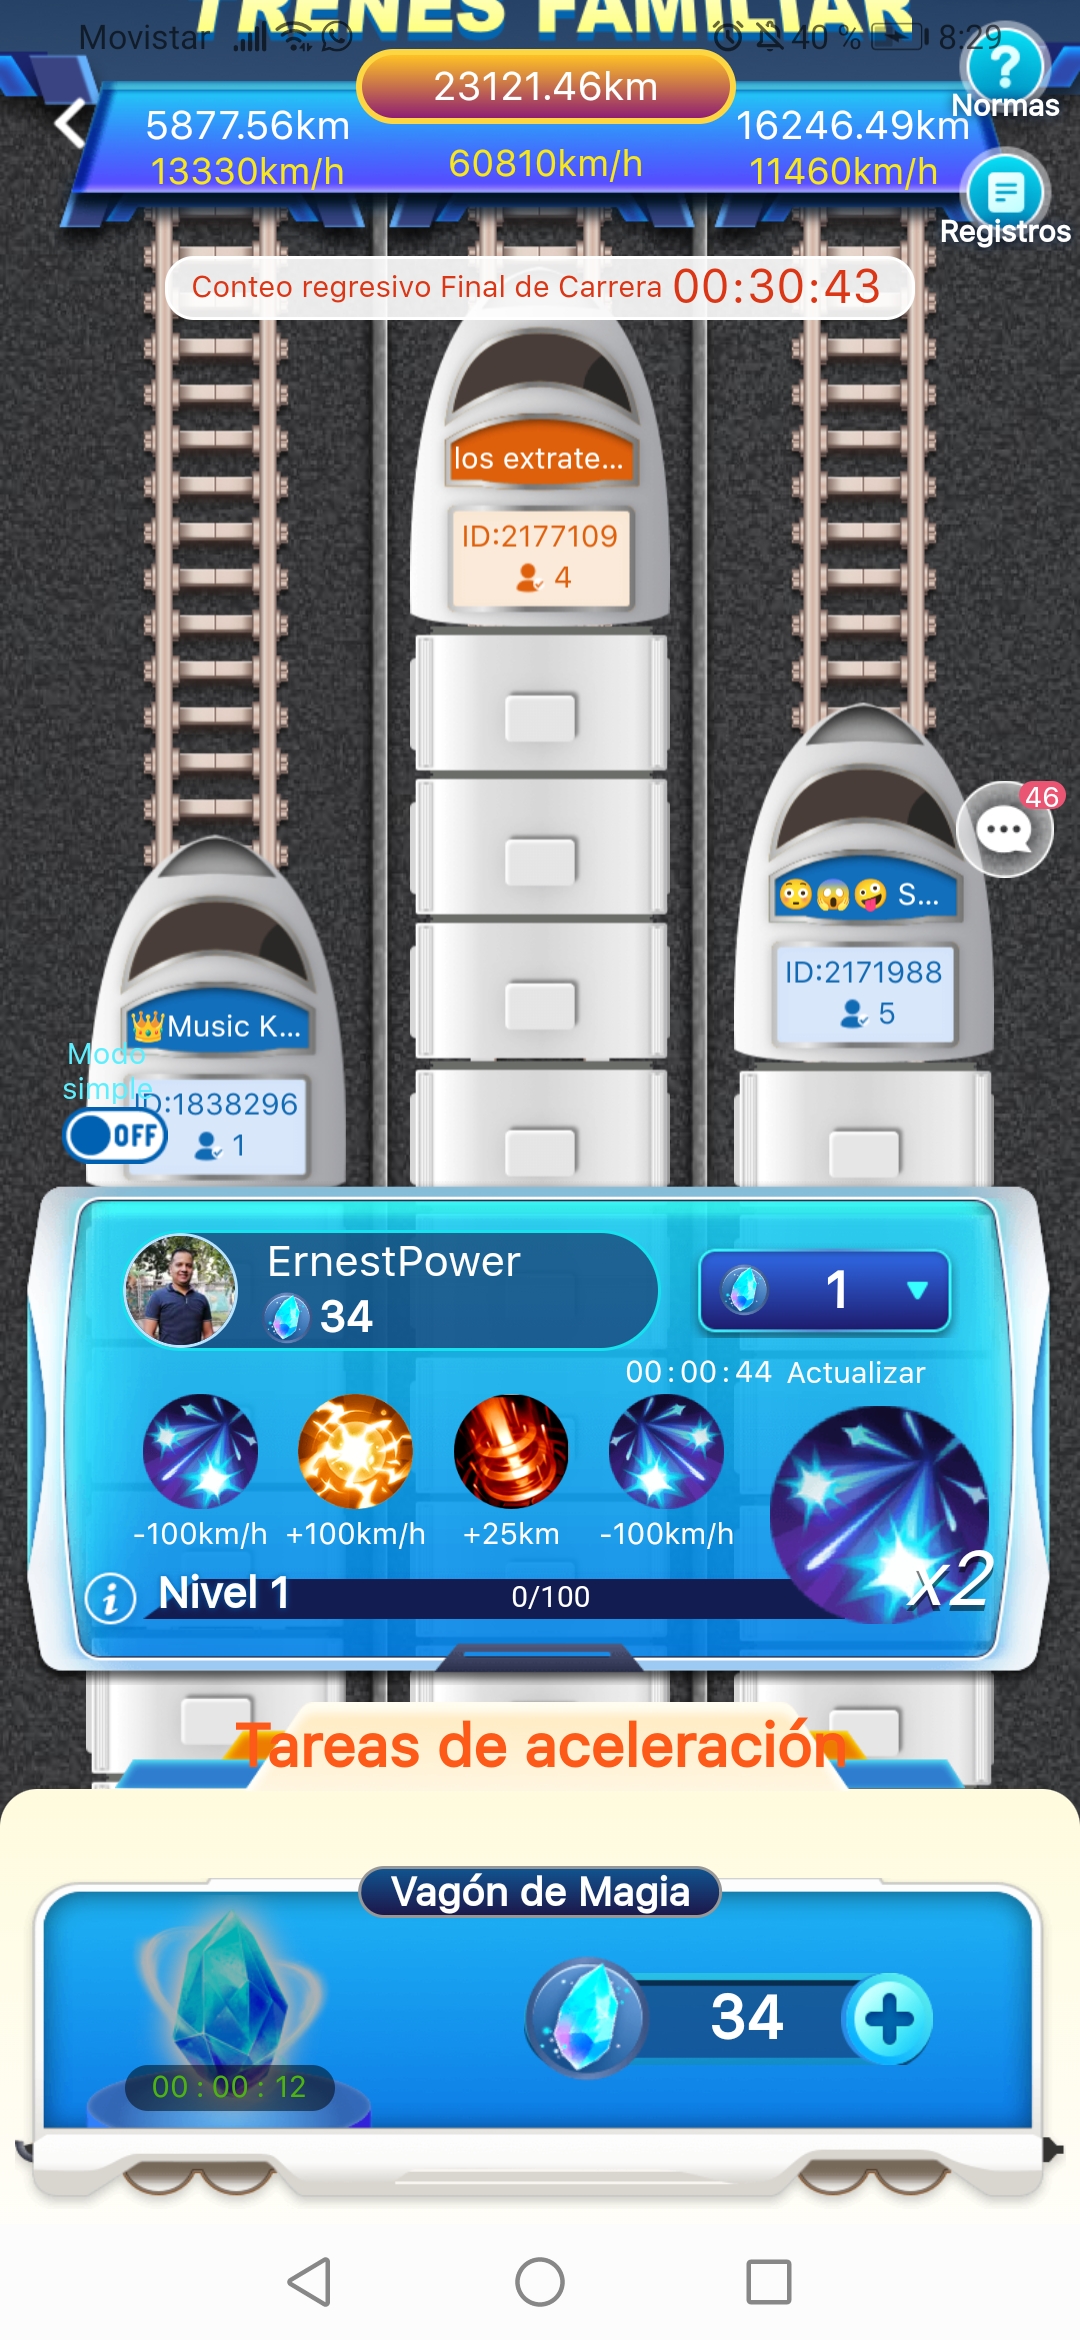 TRENES FAMILIAR
Movistar 40 % 8:29
23121.46km
5877.56km
16246.49km
Normas
13330km/h
60810km/h
11460km/h
Registros
Conteo regresivo Final de Carrera 00:30:43
los extrate...
ID:2177109
4
46
😳😱🤪 S...
ID:2171988
5
👑Music K...
Modo
simple
ID:1838296
OFF
1
ErnestPower
34
1
00:00:44 Actualizar
-100km/h +100km/h +25km -100km/h
x2
Nivel 1
0/100
Tareas de aceleración
Vagón de Magia
34
00:00:12